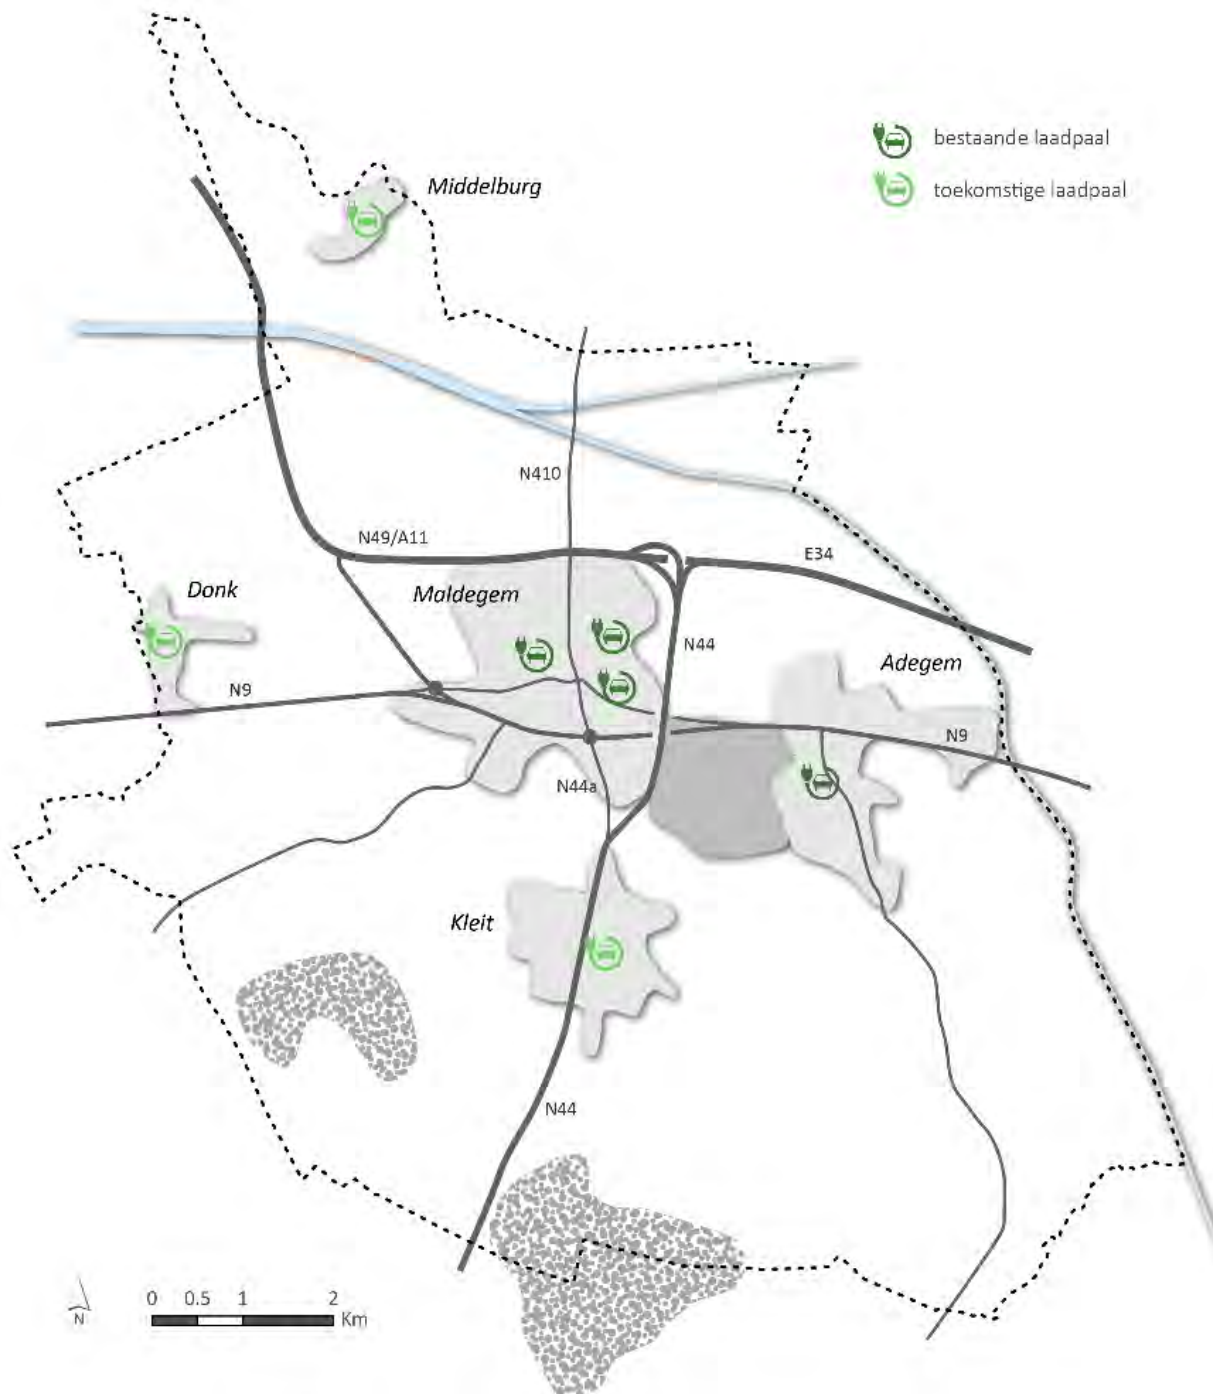 bestaande laadpaal
Middelburg
toekomstige laadpaal
N410
N49/A11
E34
Donk
Maldegem
N44
Adegem
N9
N9
N44a
Kleit
N44
N
0 0.5 1 2
Km